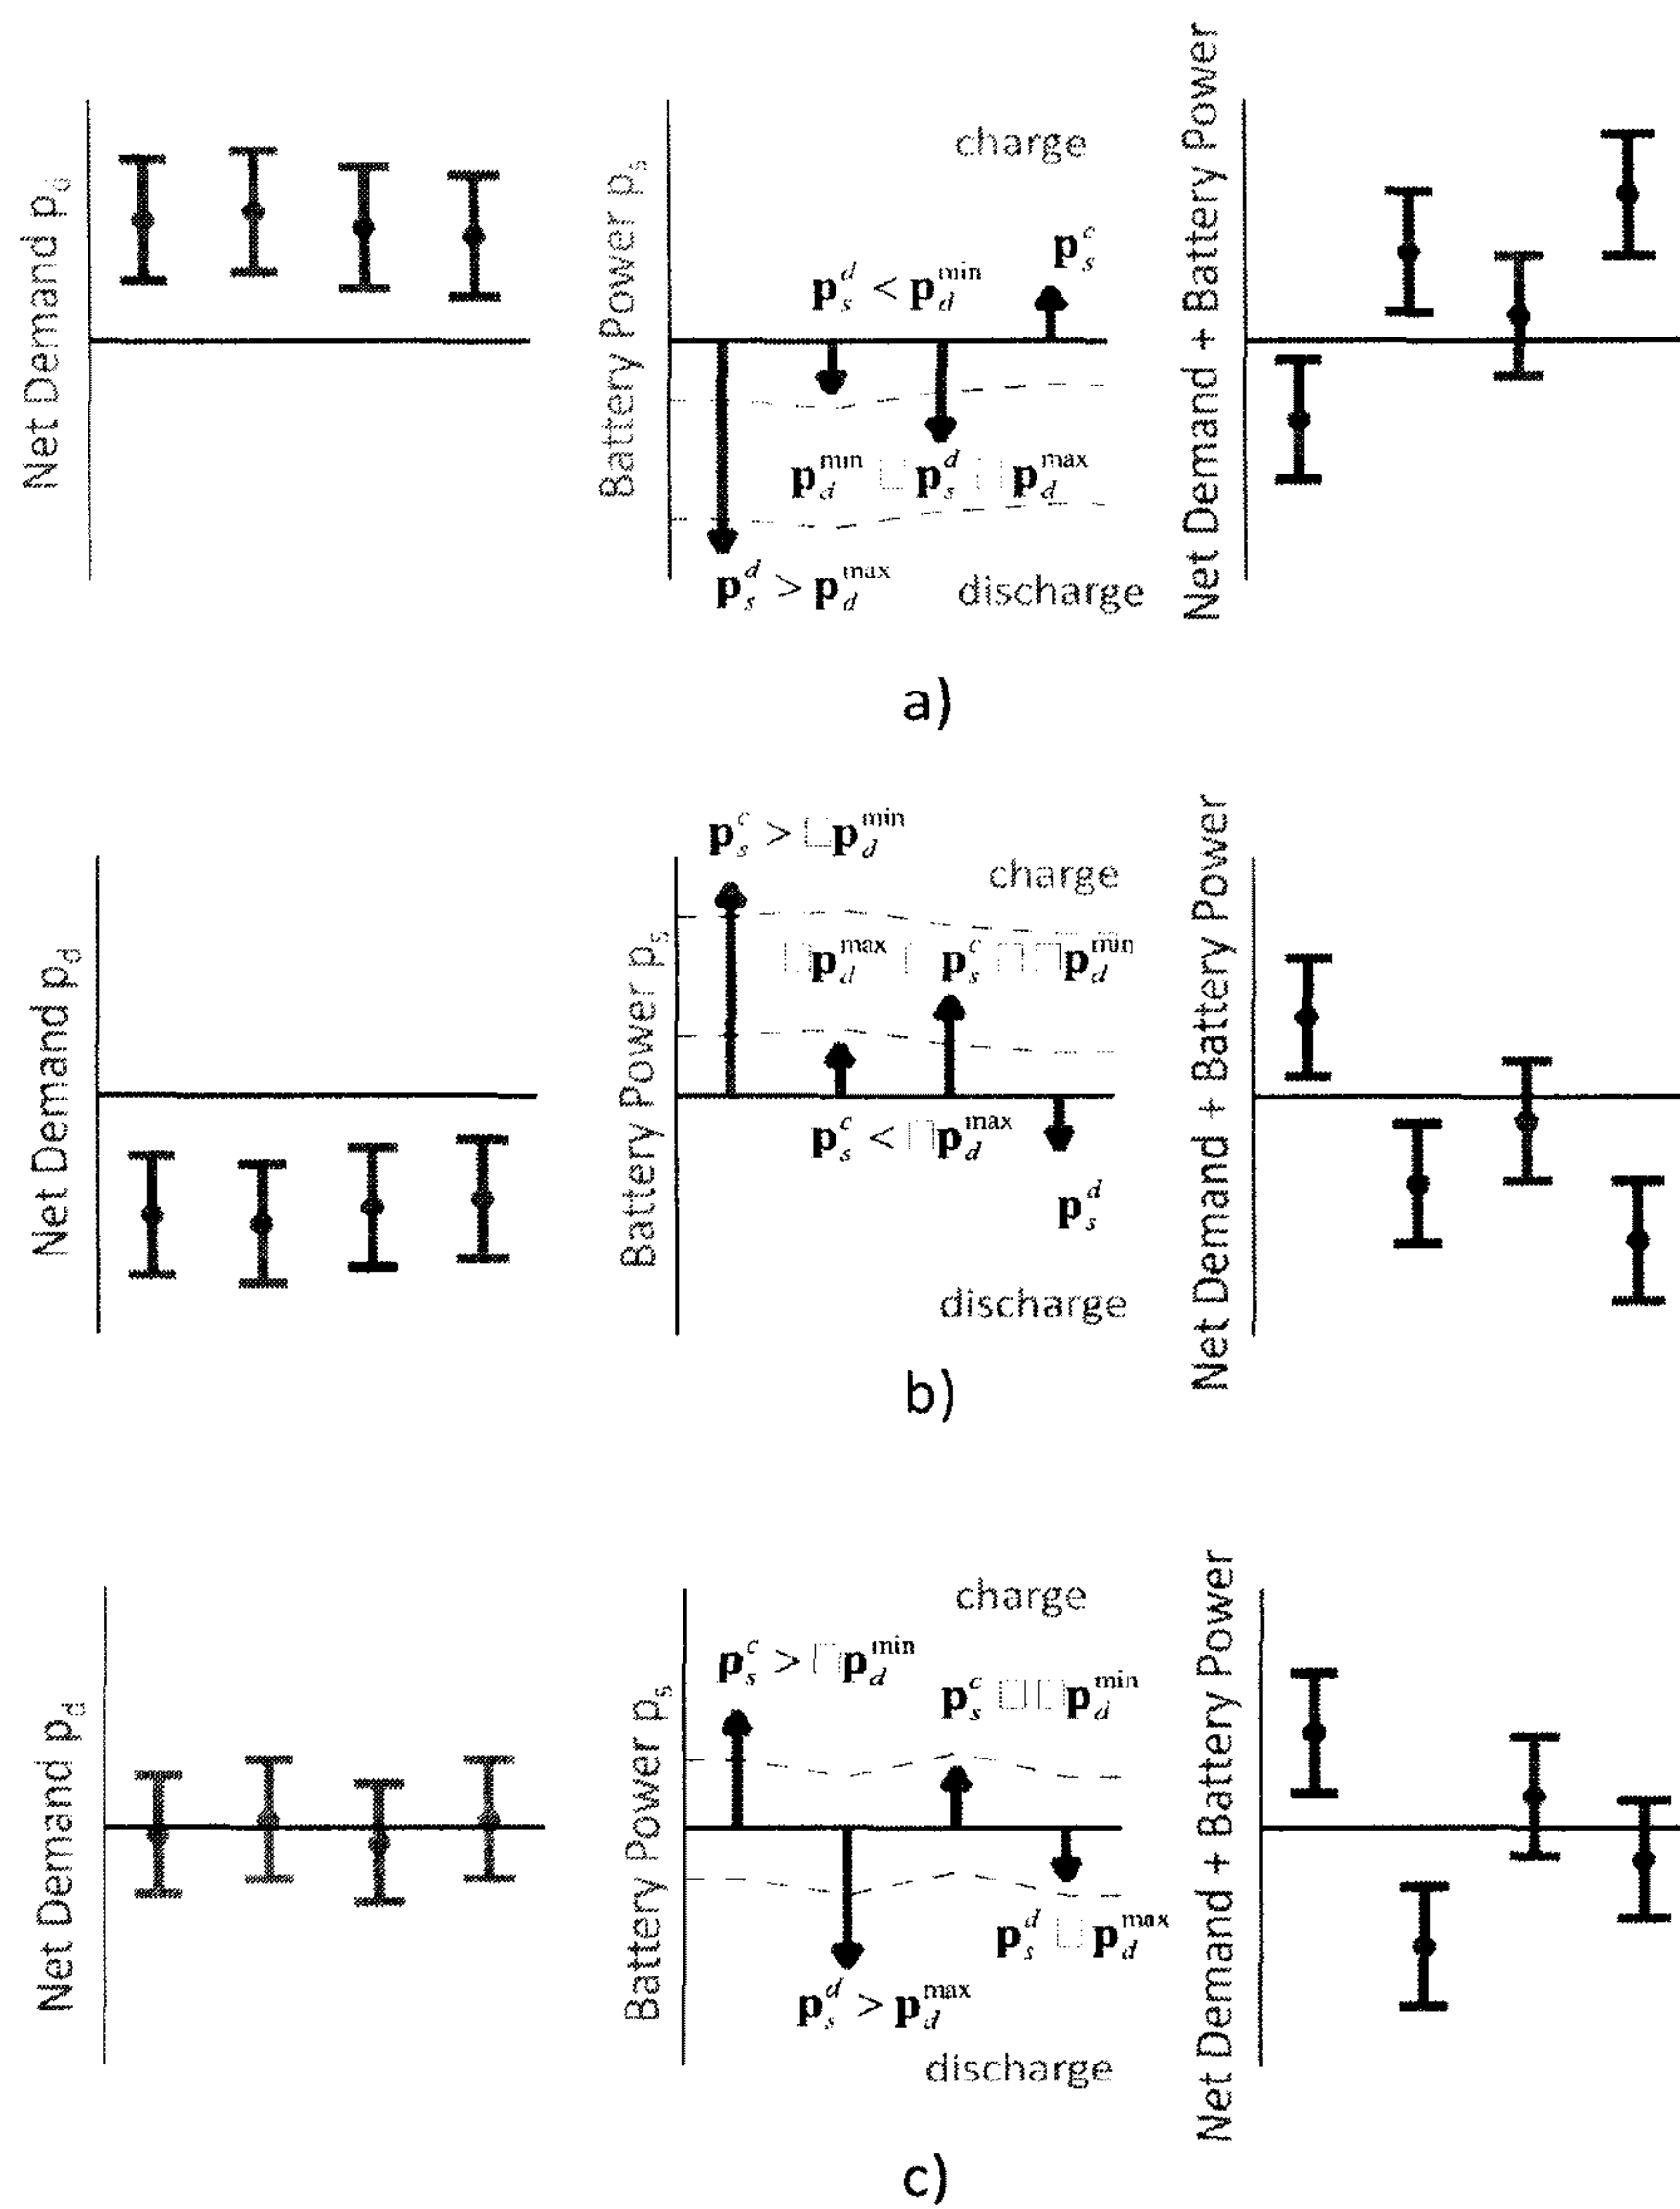 Net Demand p_d
Battery Power p_s
charge
p_s^c
p_s^d < p_d^min
p_d^min □ p_s^d □ p_d^max
p_s^d > p_d^max
discharge
Net Demand + Battery Power
a)
Net Demand p_d
Battery Power p_s
p_s^c > □p_d^min
charge
□p_d^max □ p_s^c □□p_d^min
p_s^c < □p_d^max
p_s^d
discharge
Net Demand + Battery Power
b)
Net Demand p_d
Battery Power p_s
charge
p_s^c > □p_d^min
p_s^c □□p_d^min
p_s^d □ p_d^max
p_s^d > p_d^max
discharge
Net Demand + Battery Power
c)